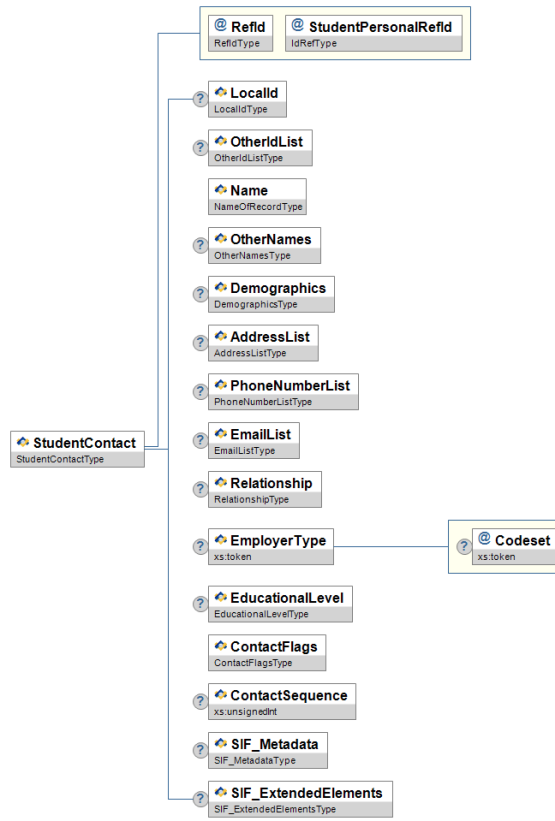 @ RefId
RefIdType
@ StudentPersonalRefId
IdRefType
? LocalId
LocalIdType
? OtherIdList
OtherIdListType
Name
NameOfRecordType
? OtherNames
OtherNamesType
? Demographics
DemographicsType
? AddressList
AddressListType
? PhoneNumberList
PhoneNumberListType
StudentContact
StudentContactType
? EmailList
EmailListType
? Relationship
RelationshipType
? EmployerType
xs:token
? @ Codeset
xs:token
? EducationalLevel
EducationalLevelType
ContactFlags
ContactFlagsType
? ContactSequence
xs:unsignedInt
? SIF_Metadata
SIF_MetadataType
? SIF_ExtendedElements
SIF_ExtendedElementsType